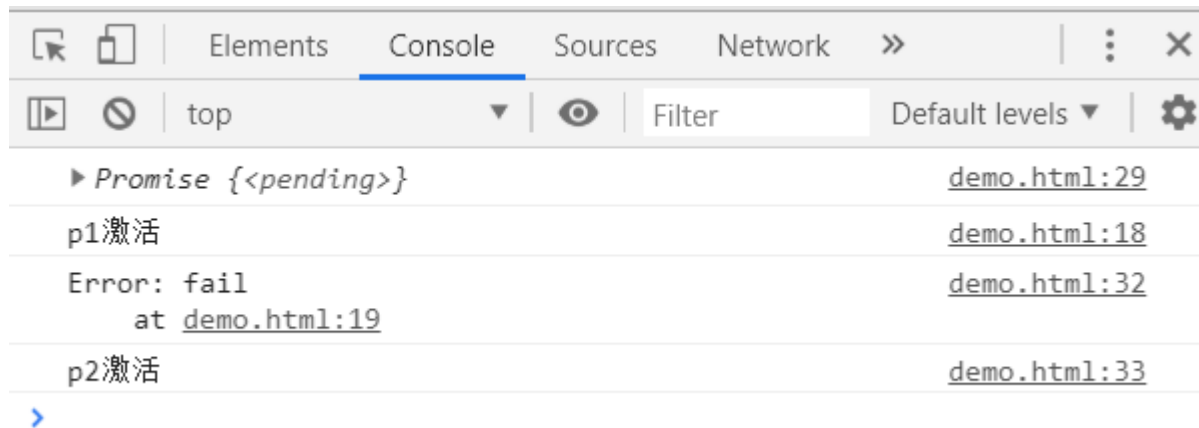 Elements Console Sources Network »
top Filter Default levels
Promise {<pending>} demo.html:29
p1激活 demo.html:18
Error: fail demo.html:32
at demo.html:19
p2激活 demo.html:33